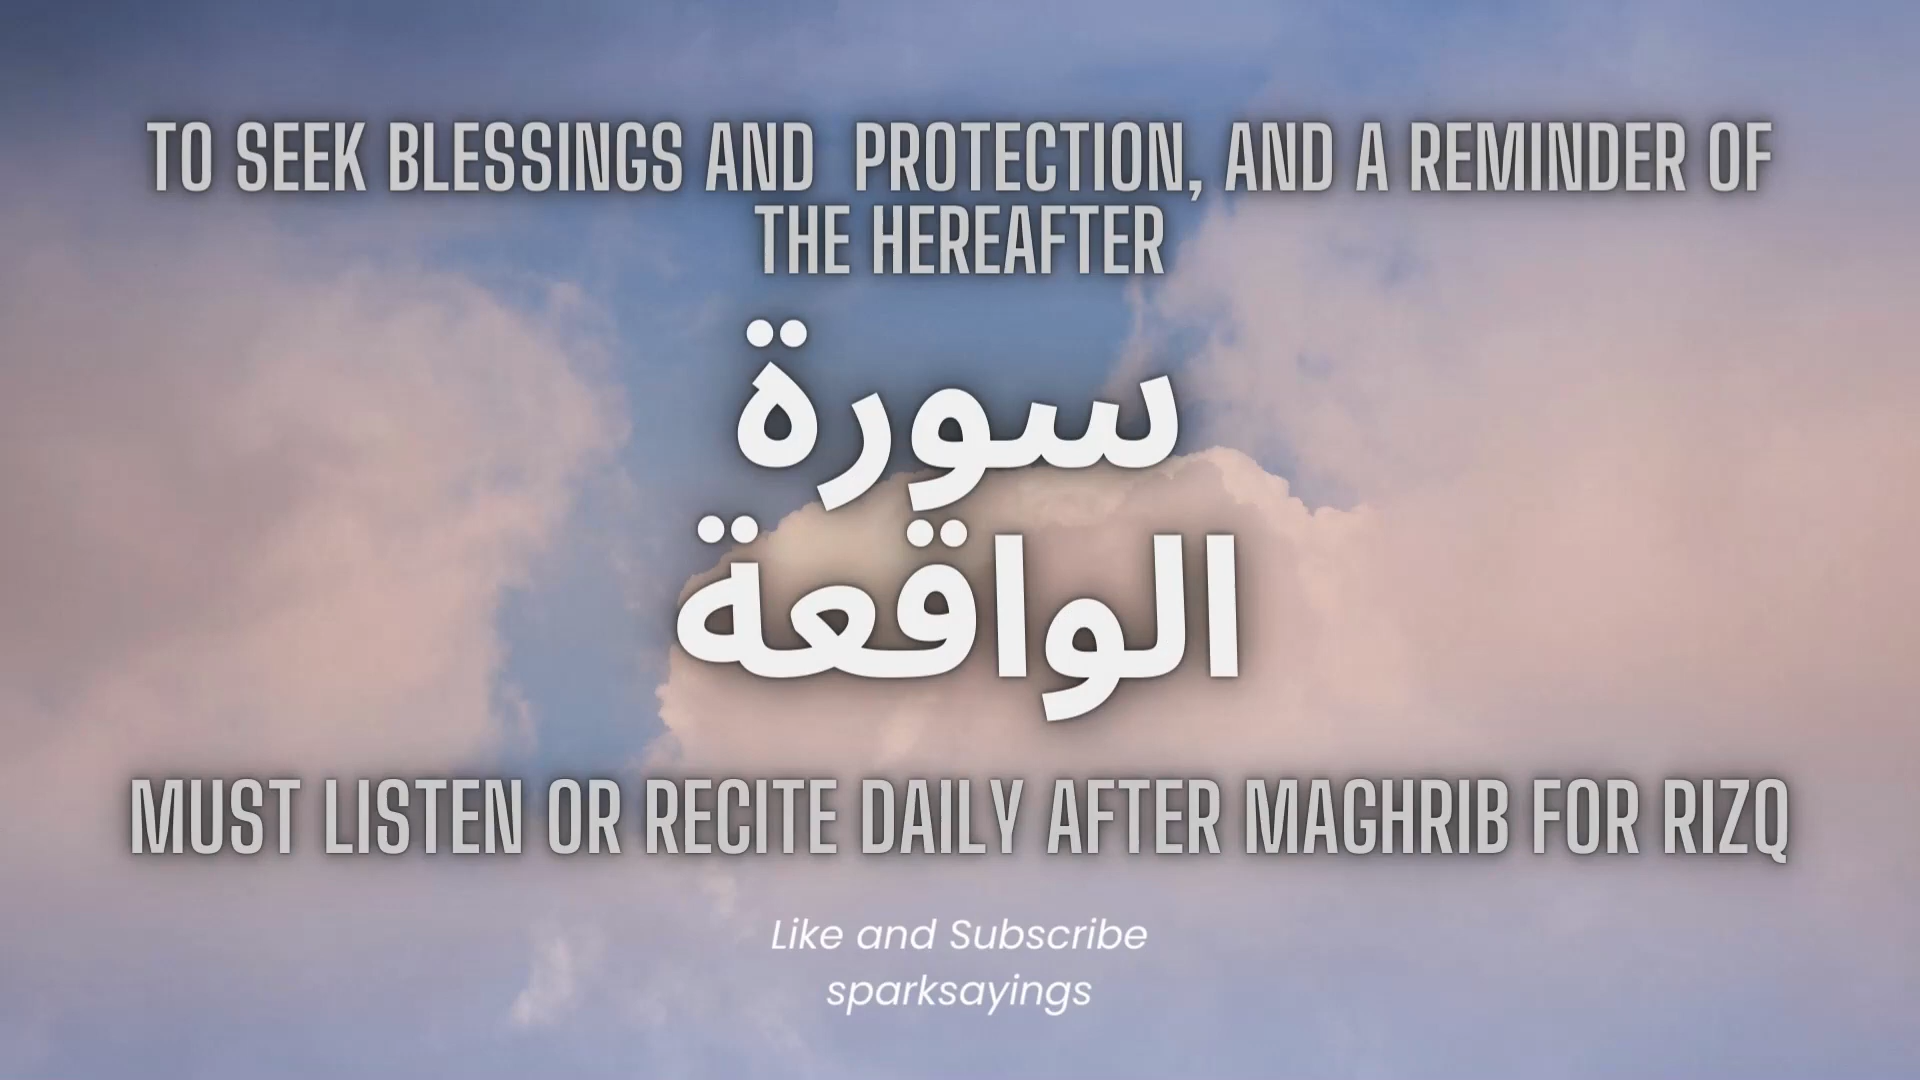 TO SEEK BLESSINGS AND PROTECTION, AND A REMINDER OF
THE HEREAFTER
سورة
الواقعة
MUST LISTEN OR RECITE DAILY AFTER MAGHRIB FOR RIZQ
Like and Subscribe
sparksayings